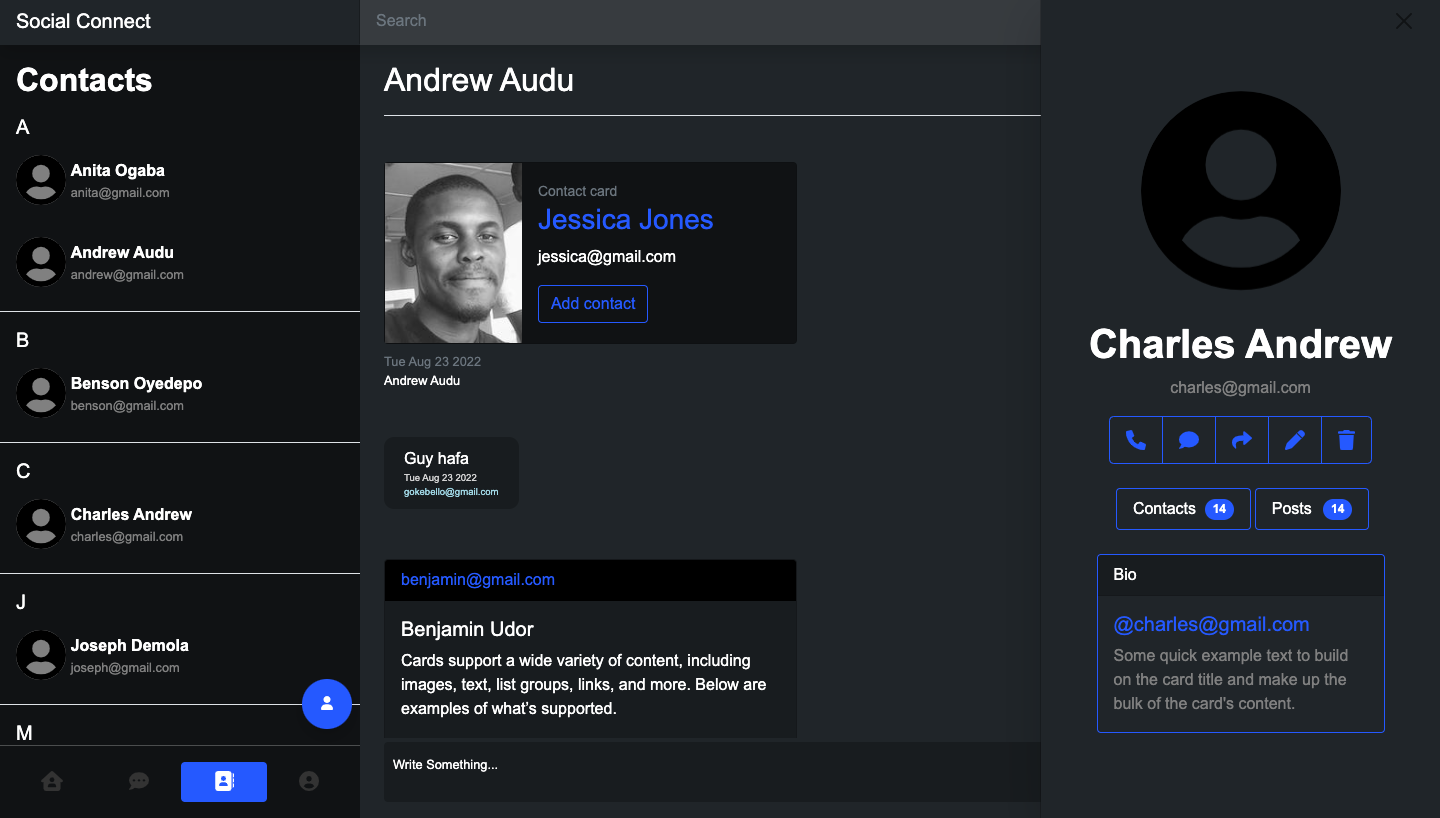 Social Connect
Contacts
A
Anita Ogaba
anita@gmail.com
Andrew Audu
andrew@gmail.com
B
Benson Oyedepo
benson@gmail.com
C
Charles Andrew
charles@gmail.com
J
Joseph Demola
joseph@gmail.com
M
Search
Andrew Audu
Contact card
Jessica Jones
jessica@gmail.com
Add contact
Tue Aug 23 2022
Andrew Audu
Guy hafa
Tue Aug 23 2022
gokebello@gmail.com
benjamin@gmail.com
Benjamin Udor
Cards support a wide variety of content, including
images, text, list groups, links, and more. Below are
examples of what's supported.
Write Something...
Charles Andrew
charles@gmail.com
Contacts 14
Posts 14
Bio
@charles@gmail.com
Some quick example text to build
on the card title and make up the
bulk of the card's content.